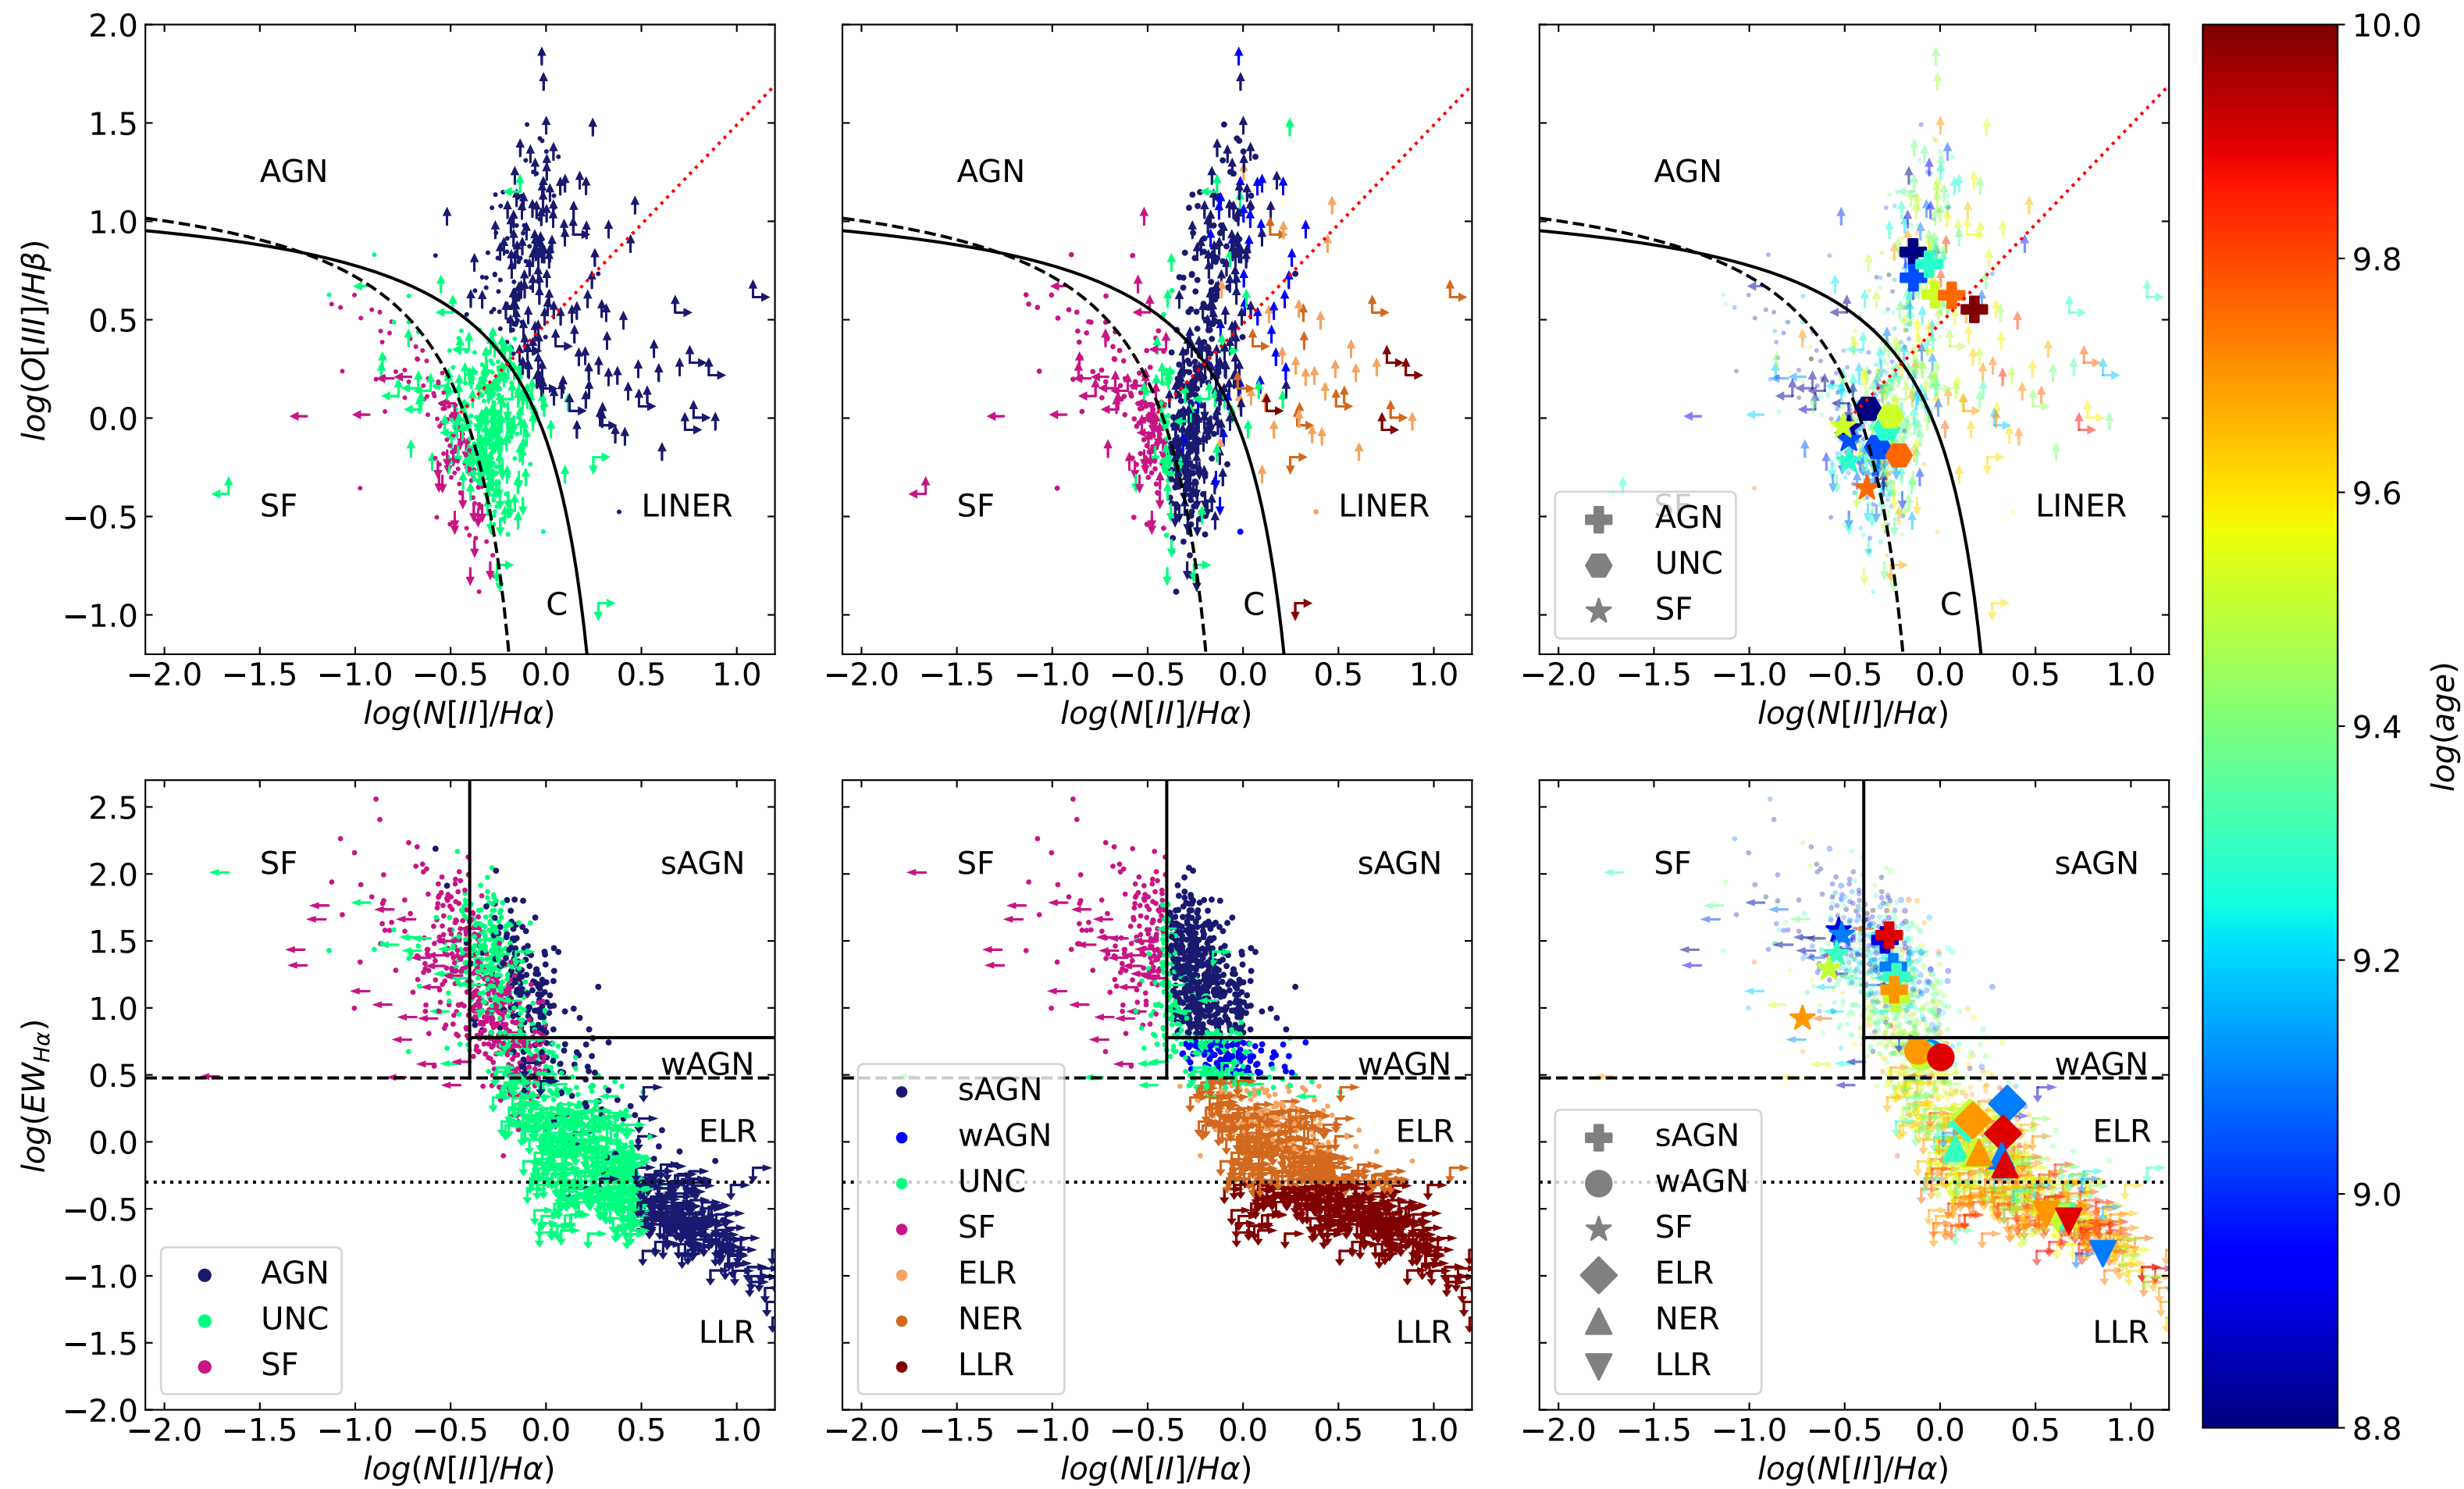 2.0
1.5
1.0
0.5
0.0
−0.5
−1.0
log(O[III]/Hβ)
AGN
SF
LINER
C
−2.0 −1.5 −1.0 −0.5 0.0 0.5 1.0
log(N[II]/Hα)
AGN
SF
LINER
C
−2.0 −1.5 −1.0 −0.5 0.0 0.5 1.0
log(N[II]/Hα)
AGN
SF
LINER
C
AGN
UNC
SF
−2.0 −1.5 −1.0 −0.5 0.0 0.5 1.0
log(N[II]/Hα)
10.0
9.8
9.6
9.4
9.2
9.0
8.8
log(age)
2.5
2.0
1.5
1.0
0.5
0.0
−0.5
−1.0
−1.5
−2.0
log(EWHα)
SF
sAGN
wAGN
ELR
LLR
AGN
UNC
SF
−2.0 −1.5 −1.0 −0.5 0.0 0.5 1.0
log(N[II]/Hα)
SF
sAGN
wAGN
ELR
LLR
sAGN
wAGN
UNC
SF
ELR
NER
LLR
−2.0 −1.5 −1.0 −0.5 0.0 0.5 1.0
log(N[II]/Hα)
SF
sAGN
wAGN
ELR
LLR
sAGN
wAGN
SF
ELR
NER
LLR
−2.0 −1.5 −1.0 −0.5 0.0 0.5 1.0
log(N[II]/Hα)